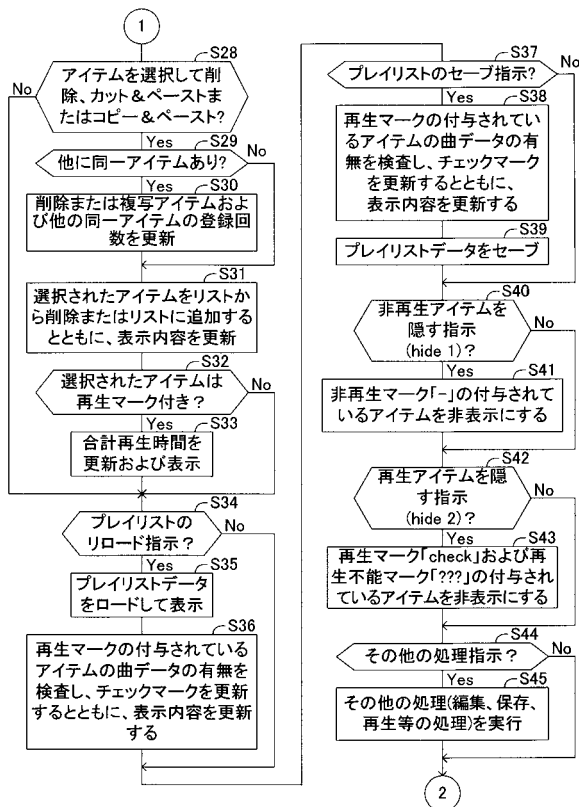 1
S28
アイテムを選択して削
除、カット&ペーストまた
はコピー&ペースト?
No
Yes
S29
他に同一アイテムあり?
No
Yes
S30
削除または複写アイテムおよ
び他の同一アイテムの登録回
数を更新
S31
選択されたアイテムをリストか
ら削除またはリストに追加する
とともに、表示内容を更新
S32
選択されたアイテムは
再生マーク付き?
No
Yes
S33
合計再生時間を
更新および表示
S34
プレイリストの
リロード指示?
No
Yes
S35
プレイリストデータ
をロードして表示
S36
再生マークの付与されている
アイテムの曲データの有無を
検査し、チェックマークを更新
するとともに、表示内容を更新
する
S37
プレイリストのセーブ指示?
No
Yes
S38
再生マークの付与されてい
るアイテムの曲データの有
無を検査し、チェックマーク
を更新するとともに、
表示内容を更新する
S39
プレイリストデータをセーブ
S40
非再生アイテムを
隠す指示
(hide 1)?
No
Yes
S41
非再生マーク「-」の付与されて
いるアイテムを非表示にする
S42
再生アイテムを隠
す指示
(hide 2)?
No
Yes
S43
再生マーク「check」および再
生不能マーク「???」の付与され
ているアイテムを非表示にする
S44
その他の処理指示?
No
Yes
S45
その他の処理(編集、保存、
再生等の処理)を実行
2